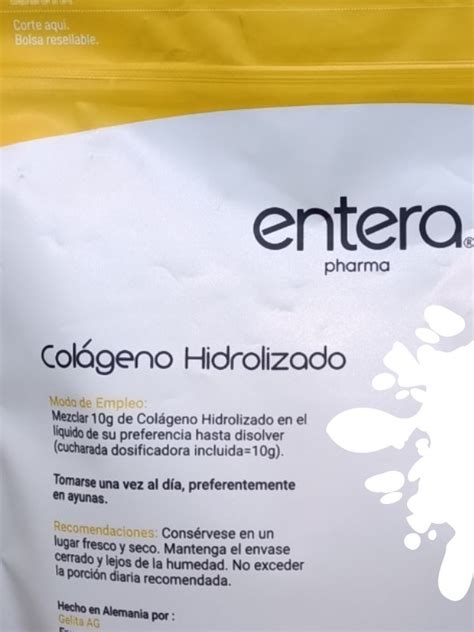 Corte aquí.
Bolsa resellable.
entera®
pharma
Colágeno Hidrolizado
Modo de Empleo:
Mezclar 10g de Colágeno Hidrolizado en el
líquido de su preferencia hasta disolver
(cucharada dosificadora incluida=10g).
Tomarse una vez al día, preferentemente
en ayunas.
Recomendaciones: Consérvese en un
lugar fresco y seco. Mantenga el envase
cerrado y lejos de la humedad. No exceder
la porción diaria recomendada.
Hecho en Alemania por :
Gelita AG